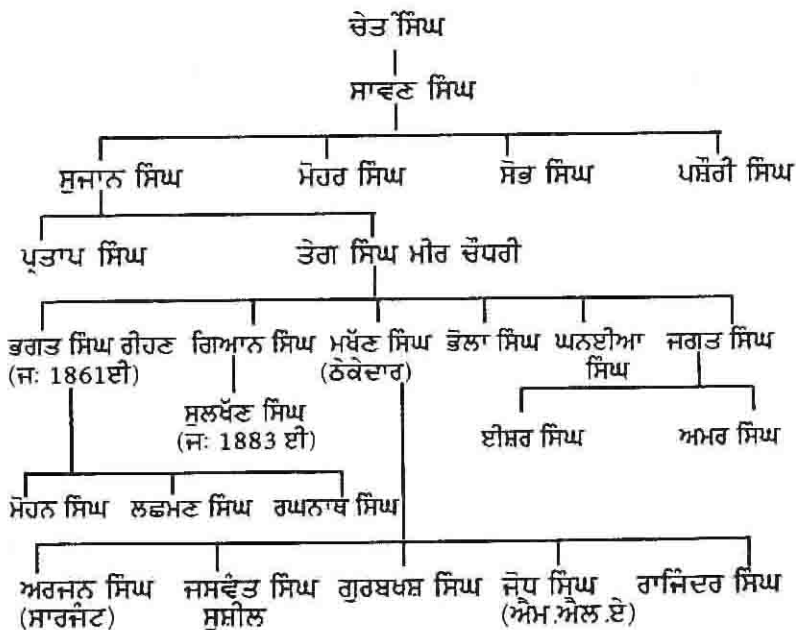 ਚੇਤ ਸਿੰਘ
ਸਾਵਣ ਸਿੰਘ
ਸੁਜਾਨ ਸਿੰਘ ਮੋਹਰ ਸਿੰਘ ਸੋਭ ਸਿੰਘ ਪਸ਼ੌਰੀ ਸਿੰਘ
ਪ੍ਰਤਾਪ ਸਿੰਘ ਤੇਗ ਸਿੰਘ ਮੀਰ ਚੌਧਰੀ
ਭਗਤ ਸਿੰਘ ਰੀਹਣ ਗਿਆਨ ਸਿੰਘ ਮਖੱਣ ਸਿੰਘ ਭੋਲਾ ਸਿੰਘ ਘਨਈਆ ਜਗਤ ਸਿੰਘ
(ਜ: 1861ਈ) (ਠੇਕੇਦਾਰ) ਸਿੰਘ
ਸੁਲਖੱਣ ਸਿੰਘ
(ਜ: 1883 ਈ) ਈਸ਼ਰ ਸਿੰਘ ਅਮਰ ਸਿੰਘ
ਮੋਹਨ ਸਿੰਘ ਲਛਮਣ ਸਿੰਘ ਰਘਨਾਥ ਸਿੰਘ
ਅਰਜਨ ਸਿੰਘ ਜਸਵੰਤ ਸਿੰਘ ਗੁਰਬਖਸ਼ ਸਿੰਘ ਜੋਧ ਸਿੰਘ ਰਾਜਿੰਦਰ ਸਿੰਘ
(ਸਾਰਜੰਟ) ਸੁਸ਼ੀਲ (ਐਮ.ਐਲ.ਏ)